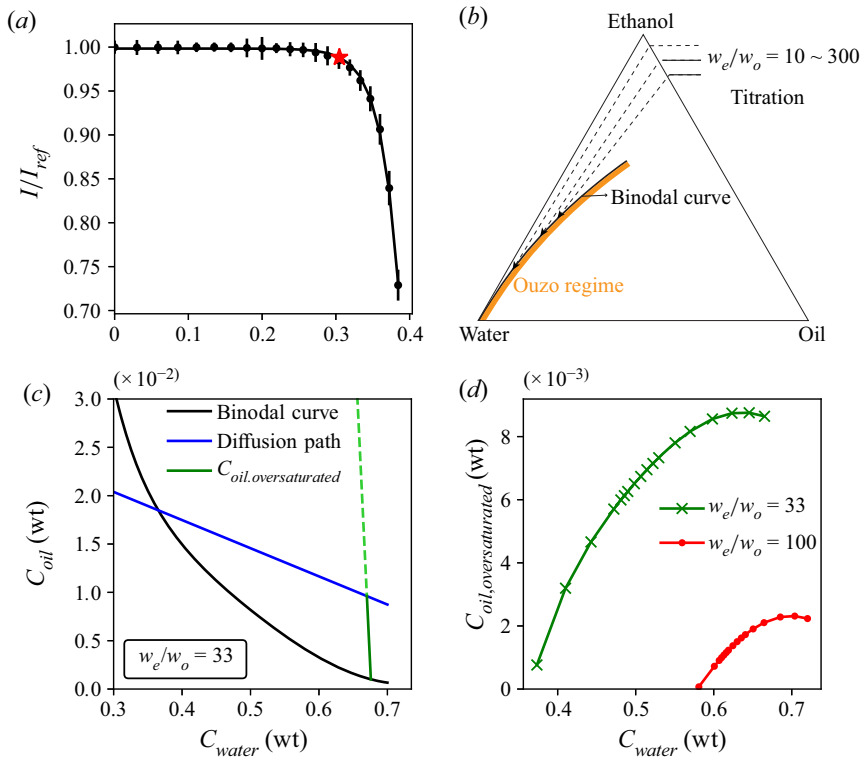 (a)
1.00
0.95
0.90
0.85
0.80
0.75
0.70
I/I_ref
0 0.1 0.2 0.3 0.4
(b)
Ethanol
w_e/w_o = 10 ~ 300
Titration
Binodal curve
Ouzo regime
Water
Oil
(c)
(× 10⁻²)
3.0
2.5
2.0
1.5
1.0
0.5
0.0
C_oil (wt)
Binodal curve
Diffusion path
C_oil.oversaturated
w_e/w_o = 33
0.3 0.4 0.5 0.6 0.7
C_water (wt)
(d)
(× 10⁻³)
8
6
4
2
0
C_oil,oversaturated (wt)
w_e/w_o = 33
w_e/w_o = 100
0.4 0.5 0.6 0.7
C_water (wt)